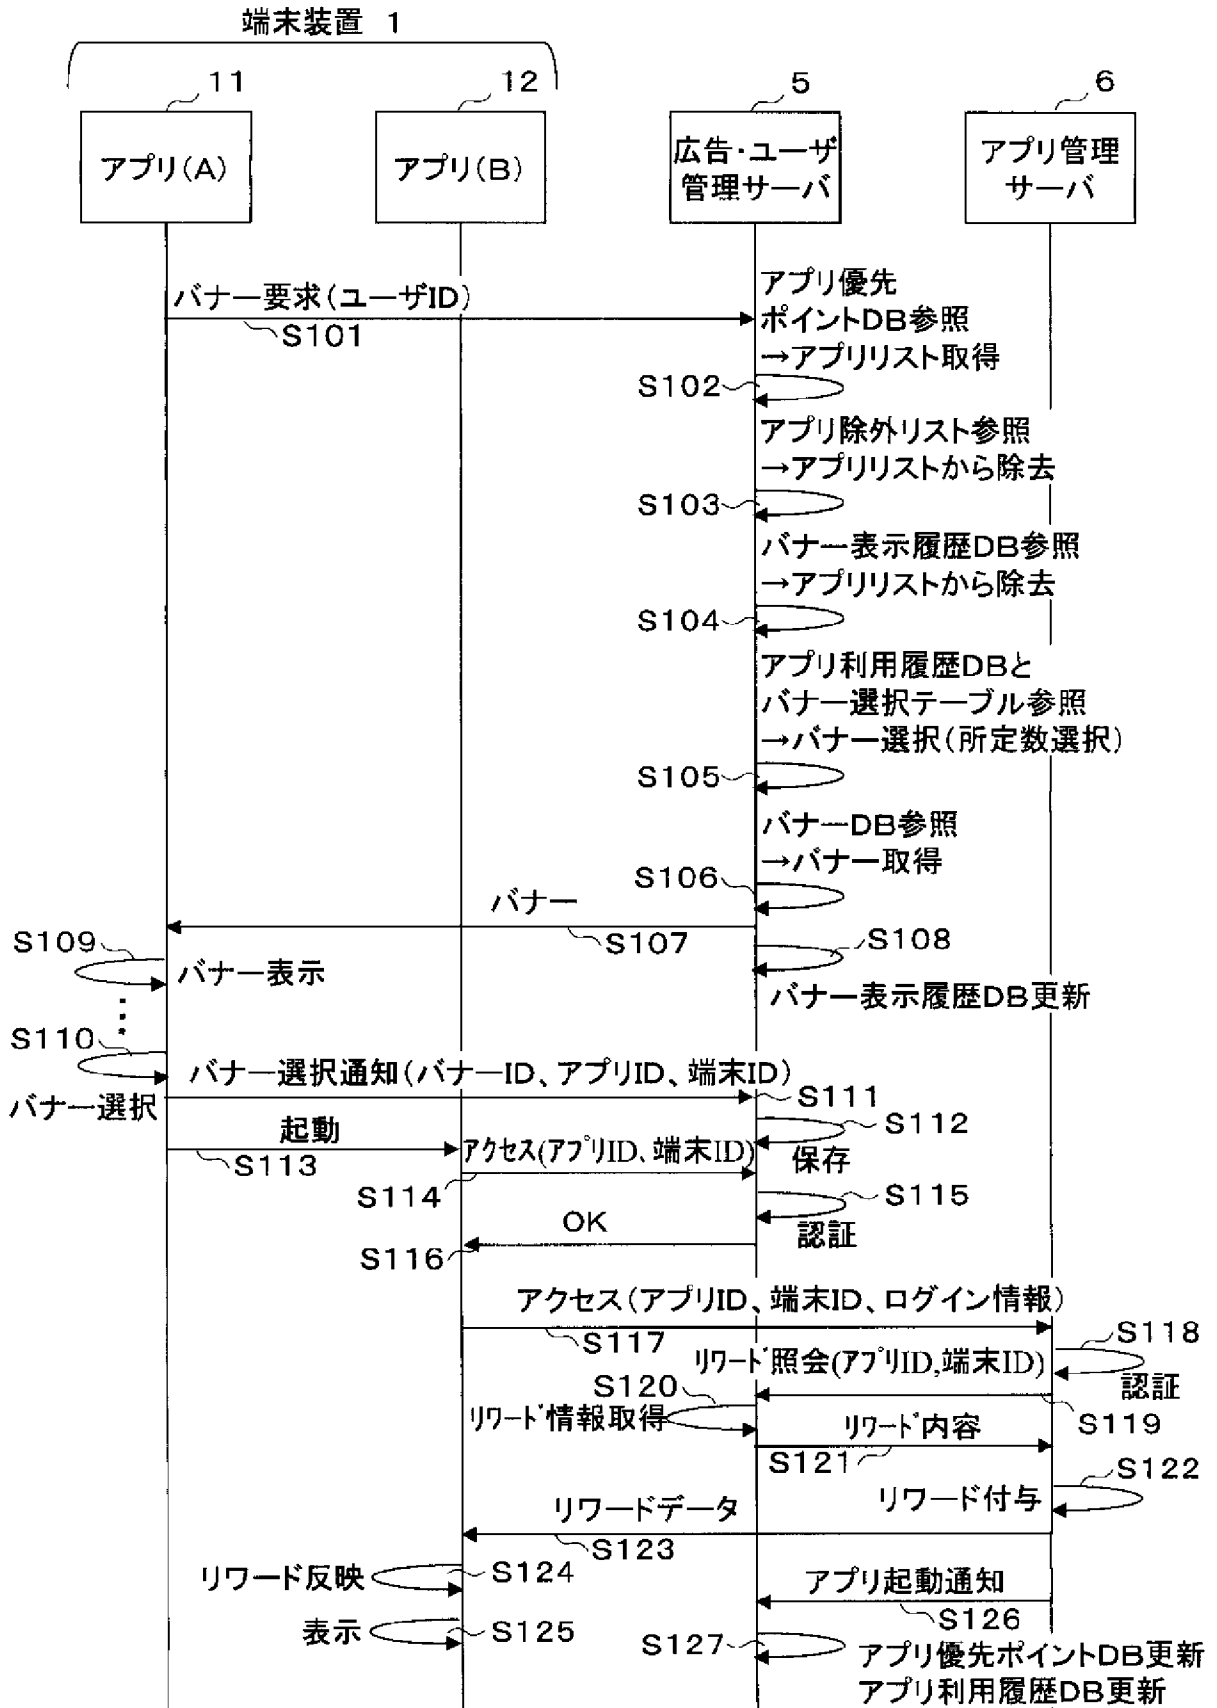 端末装置 1
11
12
5
6
アプリ(A)
アプリ(B)
広告・ユーザ
管理サーバ
アプリ管理
サーバ
バナー要求(ユーザID)
S101
アプリ優先
ポイントDB参照
→アプリリスト取得
S102
アプリ除外リスト参照
→アプリリストから除去
S103
バナー表示履歴DB参照
→アプリリストから除去
S104
アプリ利用履歴DBと
バナー選択テーブル参照
→バナー選択(所定数選択)
S105
バナーDB参照
→バナー取得
S106
バナー
S107
S108
バナー表示履歴DB更新
S109
バナー表示
S110
バナー選択
バナー選択通知(バナーID、アプリID、端末ID)
S111
S112
保存
起動
S113
アクセス(アプリID、端末ID)
S114
S115
認証
OK
S116
アクセス(アプリID、端末ID、ログイン情報)
S117
S118
認証
リワード照会(アプリID,端末ID)
S119
S120
リワード情報取得
リワード内容
S121
S122
リワード付与
リワードデータ
S123
リワード反映
S124
表示
S125
アプリ起動通知
S126
S127
アプリ優先ポイントDB更新
アプリ利用履歴DB更新